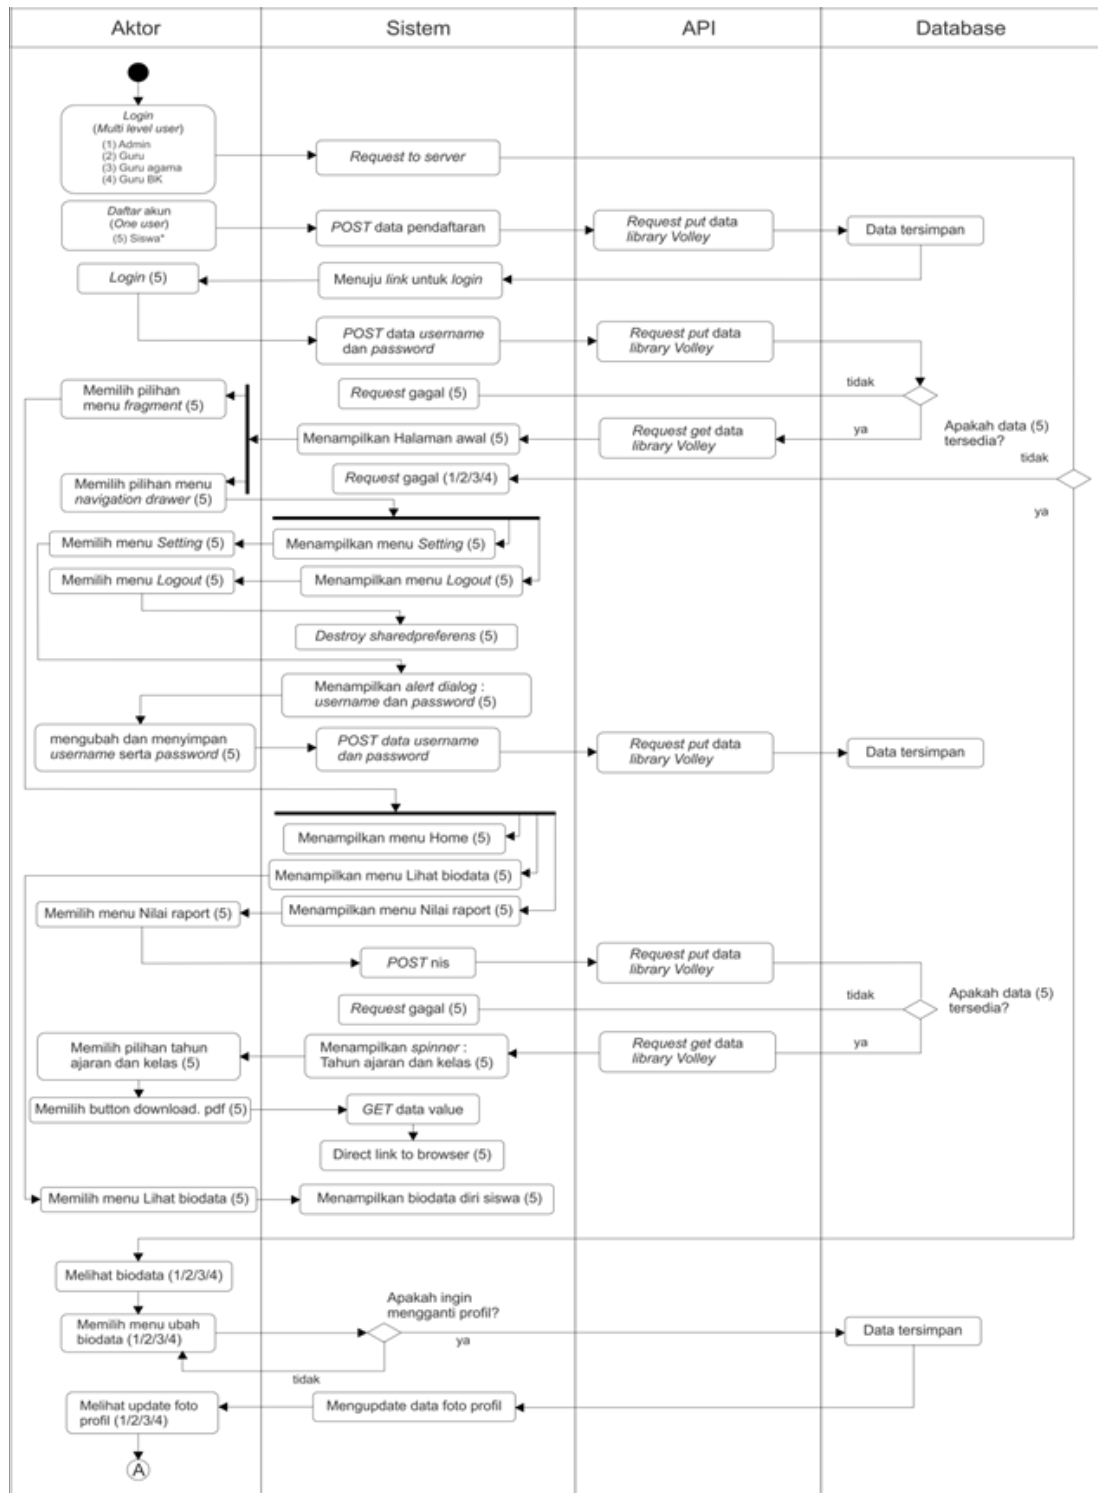 Aktor
Sistem
API
Database
Login
(Multi level user)
(1) Admin
(2) Guru
(3) Guru agama
(4) Guru BK
Request to server
Daftar akun
(One user)
(5) Siswa*
POST data pendaftaran
Request put data
library Volley
Data tersimpan
Login (5)
Menuju link untuk login
POST data username
dan password
Request put data
library Volley
Memilih pilihan
menu fragment (5)
Request gagal (5)
tidak
Menampilkan Halaman awal (5)
Request get data
library Volley
ya
Apakah data (5)
tersedia?
tidak
Memilih pilihan menu
navigation drawer (5)
Request gagal (1/2/3/4)
ya
Memilih menu Setting (5)
Menampilkan menu Setting (5)
Memilih menu Logout (5)
Menampilkan menu Logout (5)
Destroy sharedpreferens (5)
Menampilkan alert dialog :
username dan password (5)
mengubah dan menyimpan
username serta password (5)
POST data username
dan password
Request put data
library Volley
Data tersimpan
Menampilkan menu Home (5)
Menampilkan menu Lihat biodata (5)
Memilih menu Nilai raport (5)
Menampilkan menu Nilai raport (5)
POST nis
Request put data
library Volley
Request gagal (5)
tidak
Apakah data (5)
tersedia?
Memilih pilihan tahun
ajaran dan kelas (5)
Menampilkan spinner :
Tahun ajaran dan kelas (5)
Request get data
library Volley
ya
Memilih button download. pdf (5)
GET data value
Direct link to browser (5)
Memilih menu Lihat biodata (5)
Menampilkan biodata diri siswa (5)
Melihat biodata (1/2/3/4)
Apakah ingin
mengganti profil?
Memilih menu ubah
biodata (1/2/3/4)
ya
Data tersimpan
tidak
Melihat update foto
profil (1/2/3/4)
Mengupdate data foto profil
A